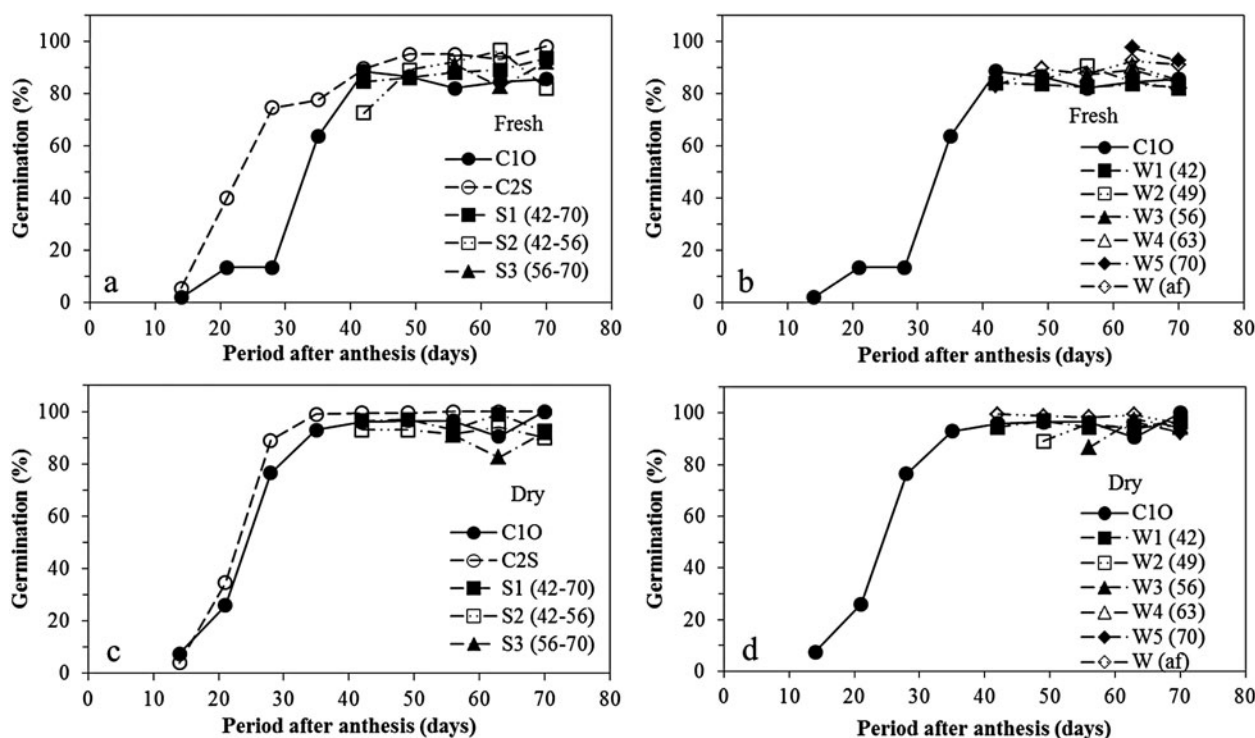 100
80
60
40
20
0
Germination (%)
Fresh
C1O
C2S
S1 (42-70)
S2 (42-56)
S3 (56-70)
a
0 10 20 30 40 50 60 70 80
Period after anthesis (days)
100
80
60
40
20
0
Germination (%)
Fresh
C1O
W1 (42)
W2 (49)
W3 (56)
W4 (63)
W5 (70)
W (af)
b
0 10 20 30 40 50 60 70 80
Period after anthesis (days)
100
80
60
40
20
0
Germination (%)
Dry
C1O
C2S
S1 (42-70)
S2 (42-56)
S3 (56-70)
c
0 10 20 30 40 50 60 70 80
Period after anthesis (days)
100
80
60
40
20
0
Germination (%)
Dry
C1O
W1 (42)
W2 (49)
W3 (56)
W4 (63)
W5 (70)
W (af)
d
0 10 20 30 40 50 60 70 80
Period after anthesis (days)